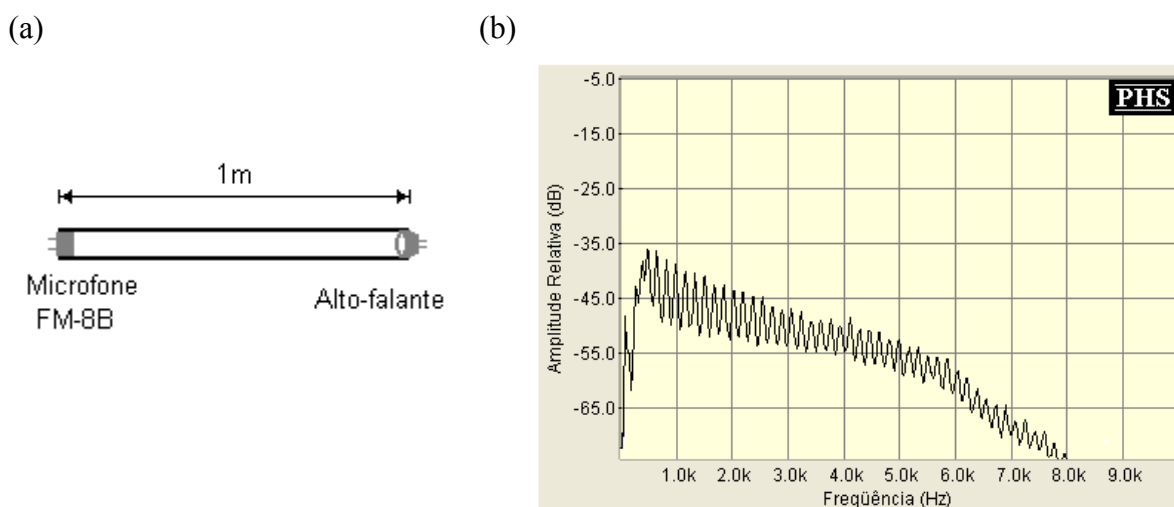 (a)
(b)
1m
Microfone
FM-8B
Alto-falante
PHS
Amplitude Relativa (dB)
-5.0
-15.0
-25.0
-35.0
-45.0
-55.0
-65.0
1.0k 2.0k 3.0k 4.0k 5.0k 6.0k 7.0k 8.0k 9.0k
Freqüência (Hz)